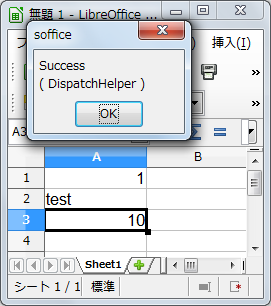 無題 1 - LibreOffice ...
soffice
挿入(I)
Success
( DispatchHelper )
OK
A3
A B
1 1
2 test
3 10
4
Sheet1
シート 1 / 1 標準